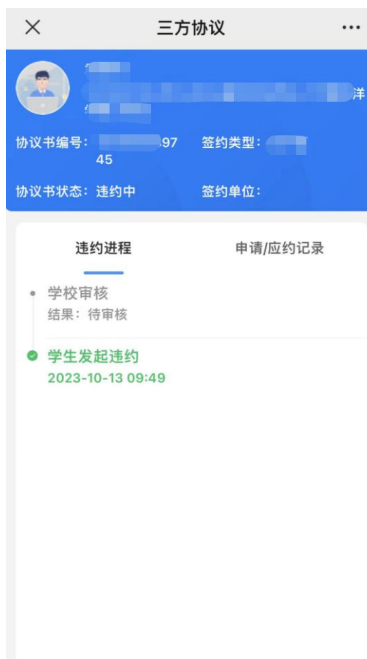 三方协议
洋
协议书编号：
97
签约类型：
45
协议书状态：违约中
签约单位：
违约进程
申请/应约记录
学校审核
结果：待审核
学生发起违约
2023-10-13 09:49